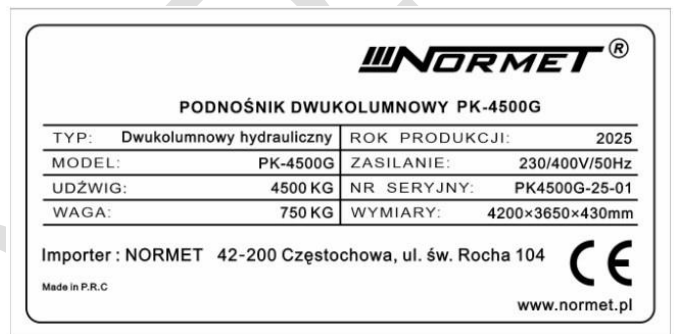 NORMET®
PODNOŚNIK DWUKOLUMNOWY PK-4500G
TYP: Dwukolumnowy hydrauliczny ROK PRODUKCJI: 2025
MODEL: PK-4500G ZASILANIE: 230/400V/50Hz
UDŹWIG: 4500 KG NR SERYJNY: PK4500G-25-01
WAGA: 750 KG WYMIARY: 4200×3650×430mm
Importer : NORMET 42-200 Częstochowa, ul. św. Rocha 104 CE
Made in P.R.C
www.normet.pl